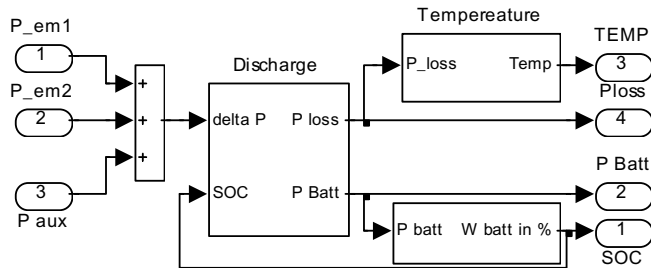 Tempereature
P_em1
1
TEMP
3
P_loss Temp
Discharge
Ploss
4
P_em2
2
+
+
+
delta P P loss
P Batt
2
SOC P Batt
3
P aux
P batt W batt in %
1
SOC